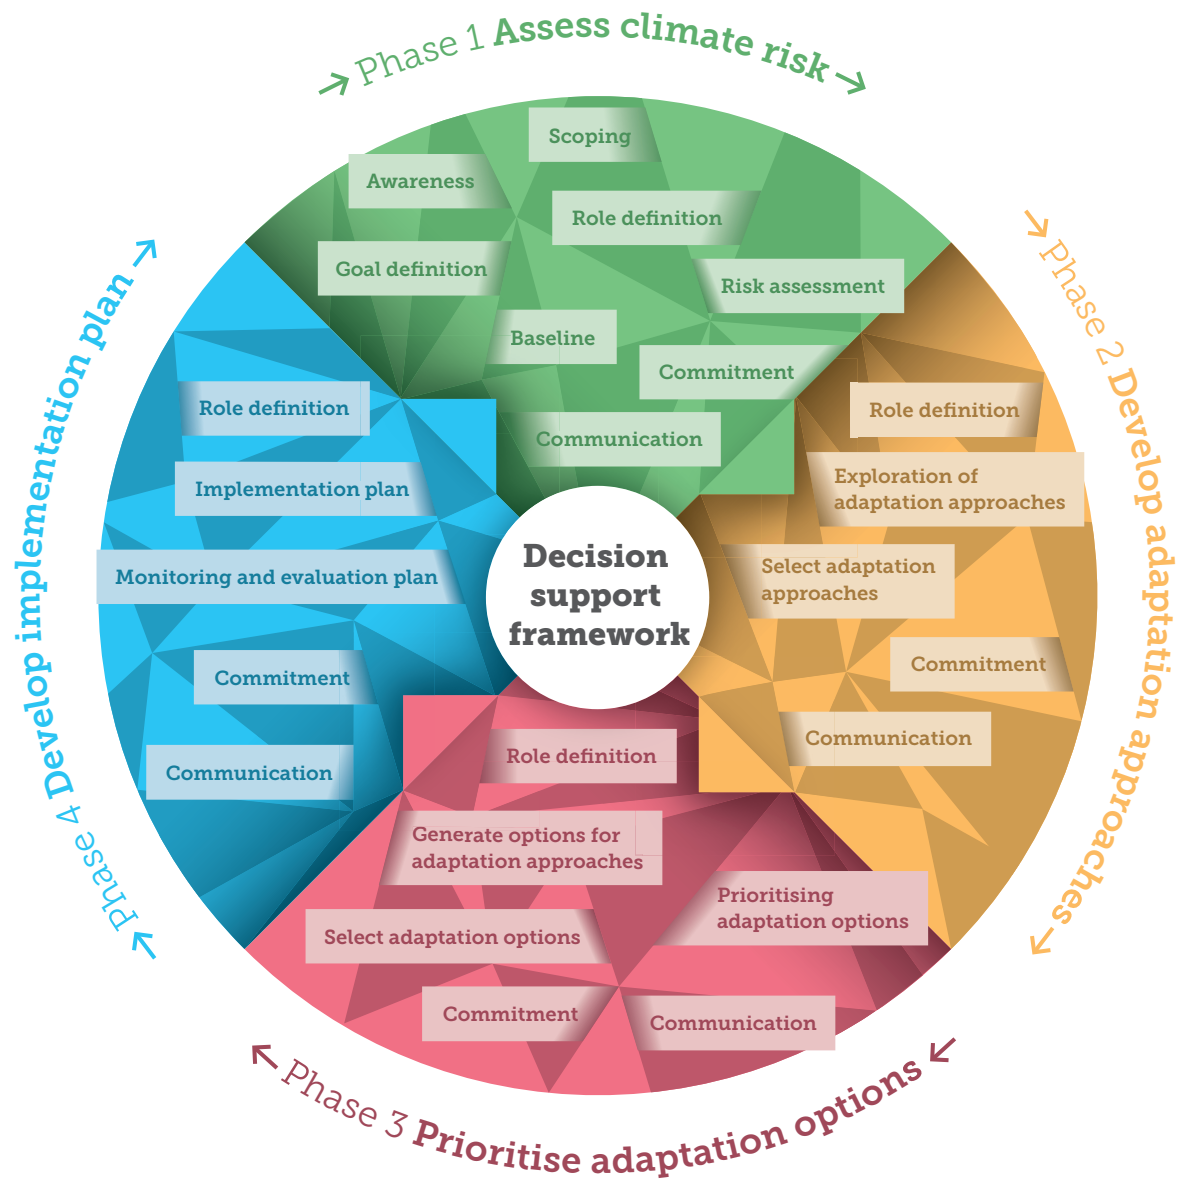 Phase 1 Assess climate risk
Scoping
Awareness
Role definition
Goal definition
Risk assessment
Baseline
Commitment
Communication
Phase 2 Develop adaptation approaches
Role definition
Exploration of
adaptation approaches
Select adaptation
approaches
Commitment
Communication
Phase 3 Prioritise adaptation options
Role definition
Generate options for
adaptation approaches
Prioritising
adaptation options
Select adaptation options
Commitment
Communication
Phase 4 Develop implementation plan
Role definition
Implementation plan
Monitoring and evaluation plan
Commitment
Communication
Decision
support
framework